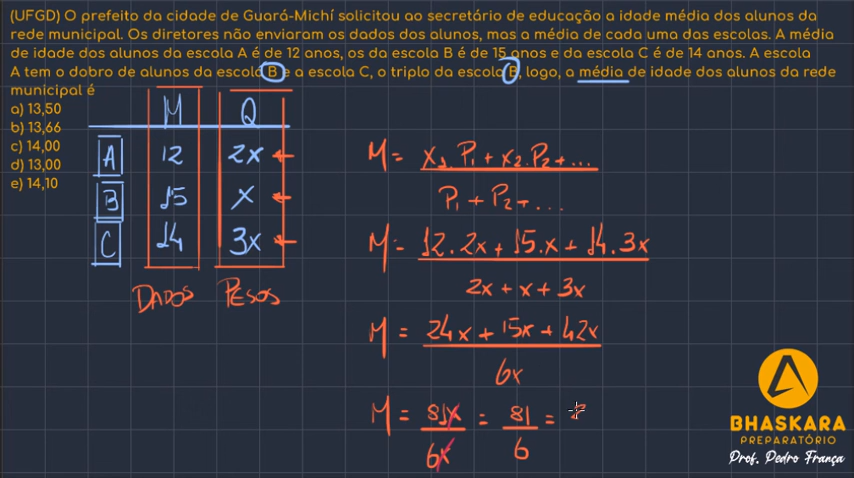 (UFGD) O prefeito da cidade de Guará-Michí solicitou ao secretário de educação a idade média dos alunos da
rede municipal. Os diretores não enviaram os dados dos alunos, mas a média de cada uma das escolas. A média
de idade dos alunos da escola A é de 12 anos, os da escola B é de 15 anos e da escola C é de 14 anos. A escola
A tem o dobro de alunos da escola B e a escola C, o triplo da escola B, logo, a média de idade dos alunos da rede
municipal é
a) 13,50
b) 13,66
c) 14,00
d) 13,00
e) 14,10
M Q
A 12 2x
B 15 x
C 14 3x
DADOS PESOS
M = x₁.P₁ + x₂.P₂ + ...
P₁ + P₂ + ...
M = 12.2x + 15.x + 14.3x
2x + x + 3x
M = 24x + 15x + 42x
6x
M = 81x = 81 =
6x 6
BHASKARA
PREPARATÓRIO
Prof. Pedro França